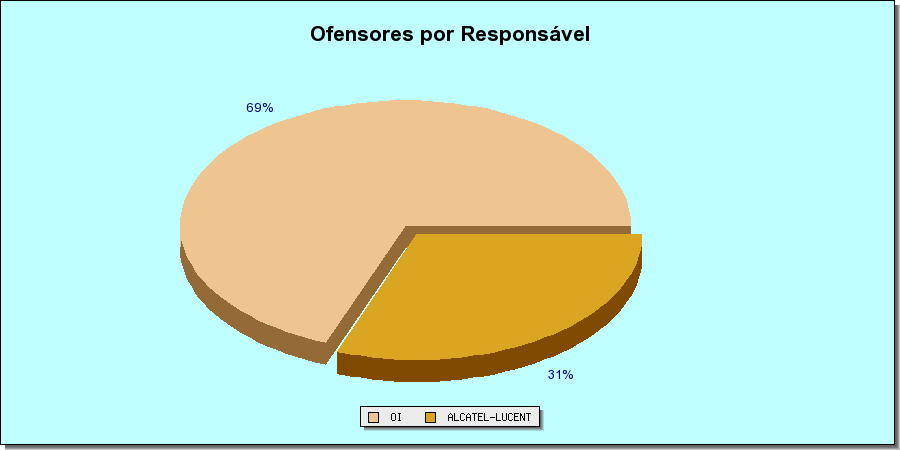 Ofensores por Responsável
69%
31%
OI ALCATEL-LUCENT